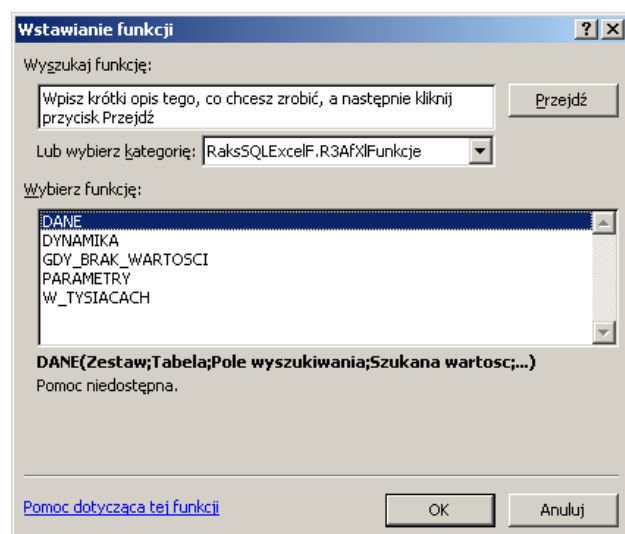 Wstawianie funkcji
Wyszukaj funkcję:
Wpisz krótki opis tego, co chcesz zrobić, a następnie kliknij
przycisk Przejdź
Przejdź
Lub wybierz kategorię: RaksSQLExcelF.R3AfXlFunkcje
Wybierz funkcję:
DANE
DYNAMIKA
GDY_BRAK_WARTOSCI
PARAMETRY
W_TYSIACACH
DANE(Zestaw;Tabela;Pole wyszukiwania;Szukana wartosc;...)
Pomoc niedostępna.
Pomoc dotycząca tej funkcji
OK
Anuluj